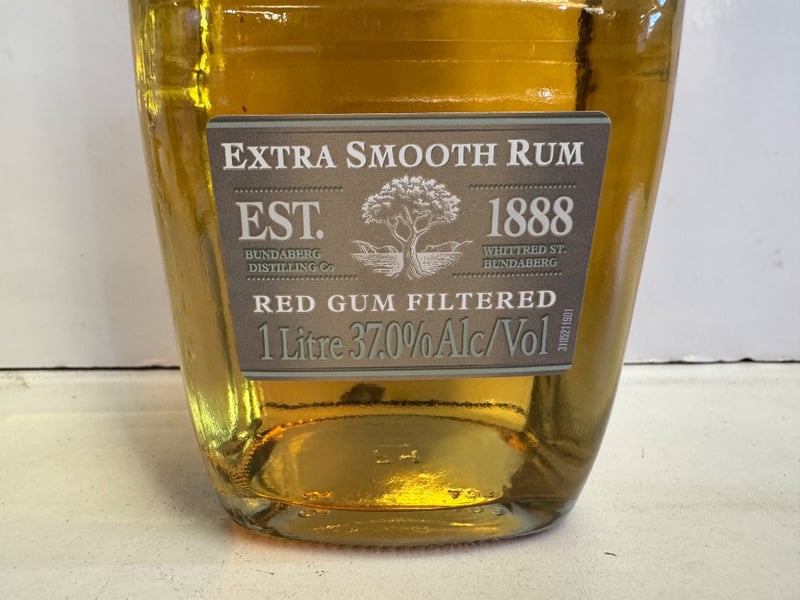 EXTRA SMOOTH RUM
EST. 1888
BUNDABERG
DISTILLING Co
WHITTRED ST.
BUNDABERG
RED GUM FILTERED
1 Litre 37.0% Alc/Vol
3105211901